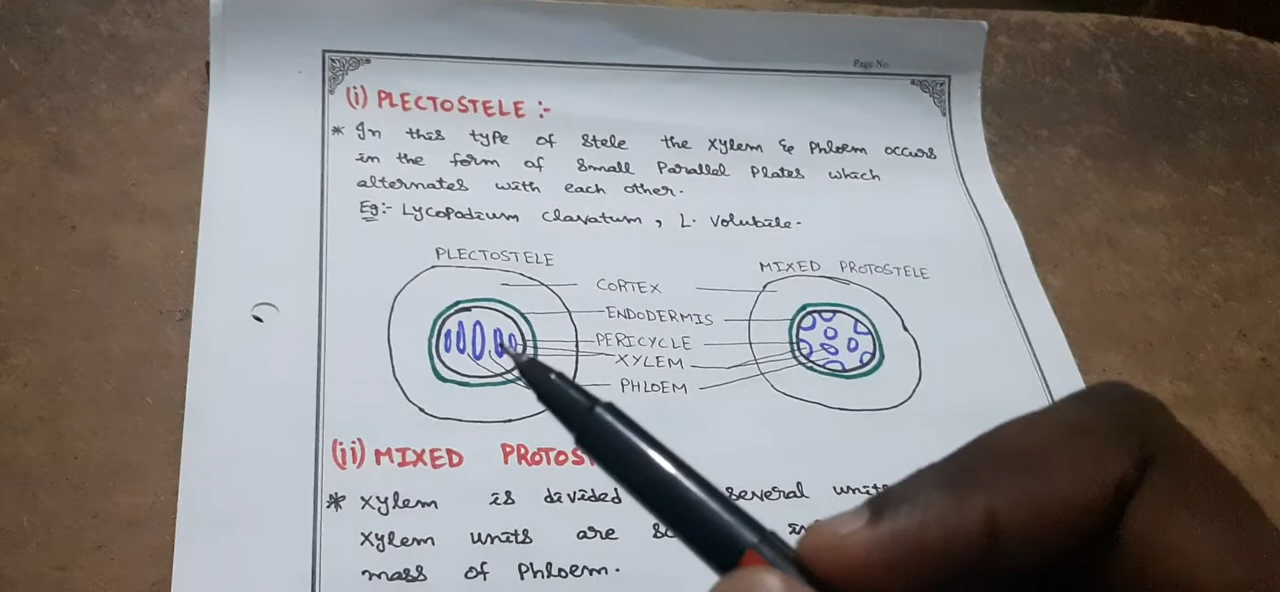 Page No.
(i) PLECTOSTELE :-
* In this type of Stele the Xylem & Phloem occurs
in the form of Small Parallel Plates which
alternates with each other.
Eg:- Lycopodium clavatum, L. Volubile.
PLECTOSTELE
MIXED PROTOSTELE
CORTEX
ENDODERMIS
PERICYCLE
XYLEM
PHLOEM
(ii) MIXED
* Xylem is divided several
Xylem units are
mass of Phloem.